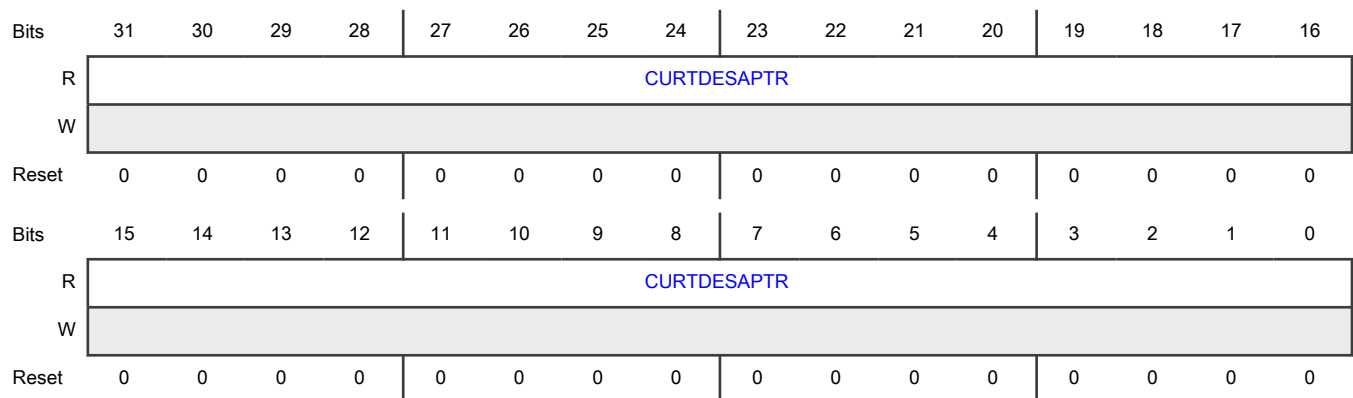 Bits 31 30 29 28 27 26 25 24 23 22 21 20 19 18 17 16
R CURTDESAPTR
W
Reset 0 0 0 0 0 0 0 0 0 0 0 0 0 0 0 0
Bits 15 14 13 12 11 10 9 8 7 6 5 4 3 2 1 0
R CURTDESAPTR
W
Reset 0 0 0 0 0 0 0 0 0 0 0 0 0 0 0 0